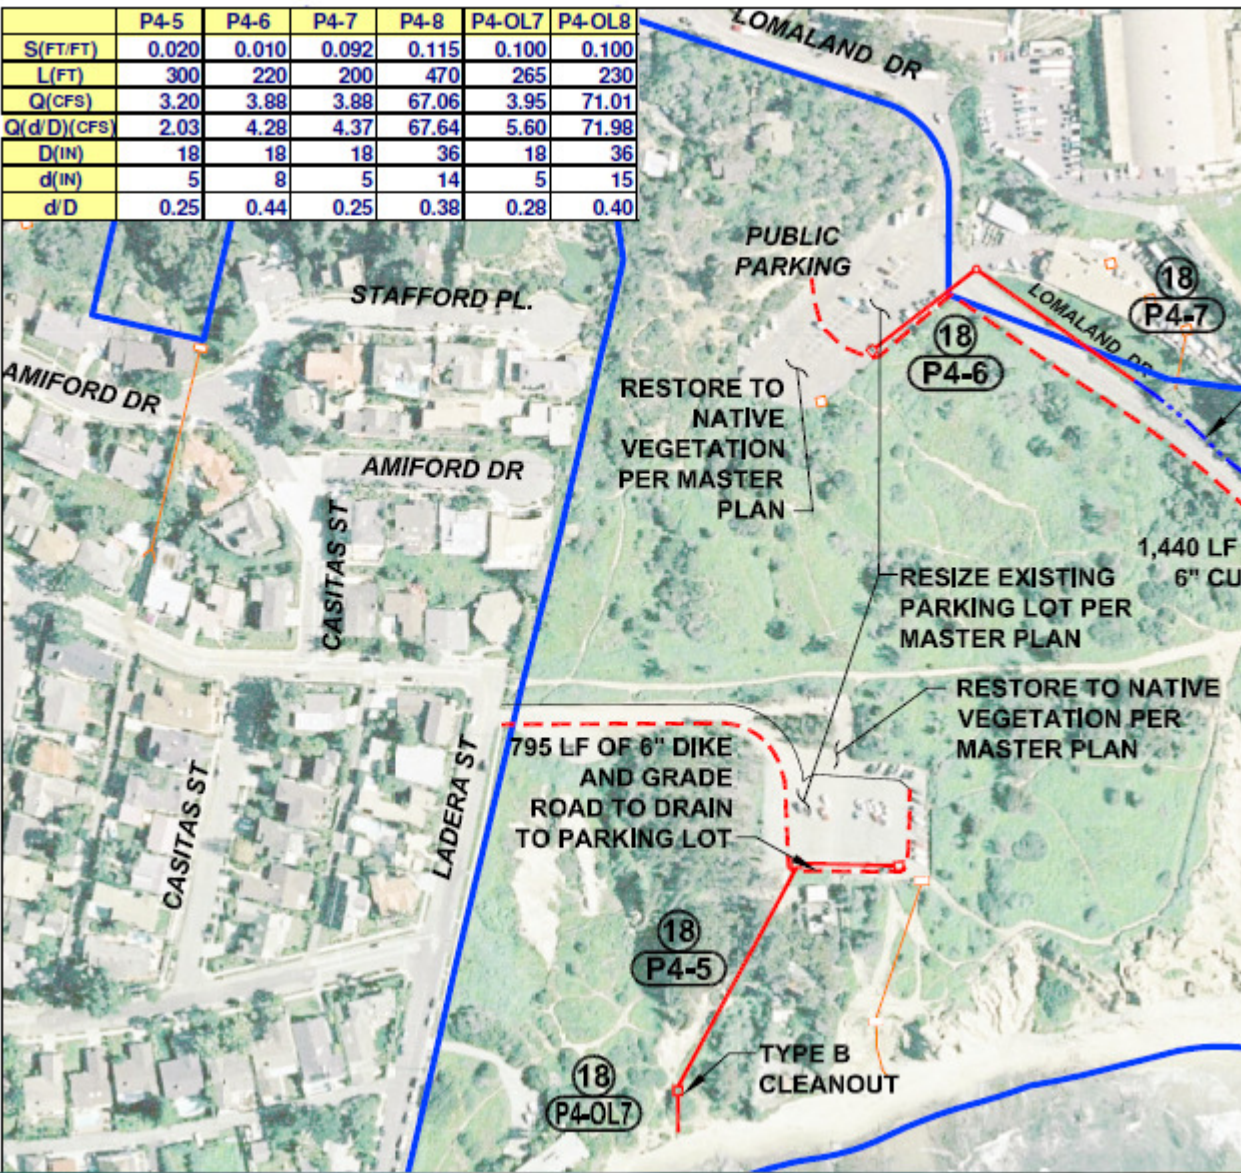 P4-5 P4-6 P4-7 P4-8 P4-OL7 P4-OL8
S(FT/FT) 0.020 0.010 0.092 0.115 0.100 0.100
L(FT) 300 220 200 470 265 230
Q(CFS) 3.20 3.88 3.88 67.06 3.95 71.01
Q(d/D)(CFS) 2.03 4.28 4.37 67.64 5.60 71.98
D(IN) 18 18 18 36 18 36
d(IN) 5 8 5 14 5 15
d/D 0.25 0.44 0.25 0.38 0.28 0.40
LOMALAND DR
PUBLIC
PARKING
18
P4-7
LOMALAND DR
STAFFORD PL.
18
P4-6
AMIFORD DR
RESTORE TO
NATIVE
VEGETATION
PER MASTER
PLAN
AMIFORD DR
CASITAS ST
1,440 LF
6" CU
RESIZE EXISTING
PARKING LOT PER
MASTER PLAN
RESTORE TO NATIVE
VEGETATION PER
MASTER PLAN
795 LF OF 6" DIKE
AND GRADE
ROAD TO DRAIN
TO PARKING LOT
CASITAS ST
LADERA ST
18
P4-5
TYPE B
CLEANOUT
18
P4-OL7